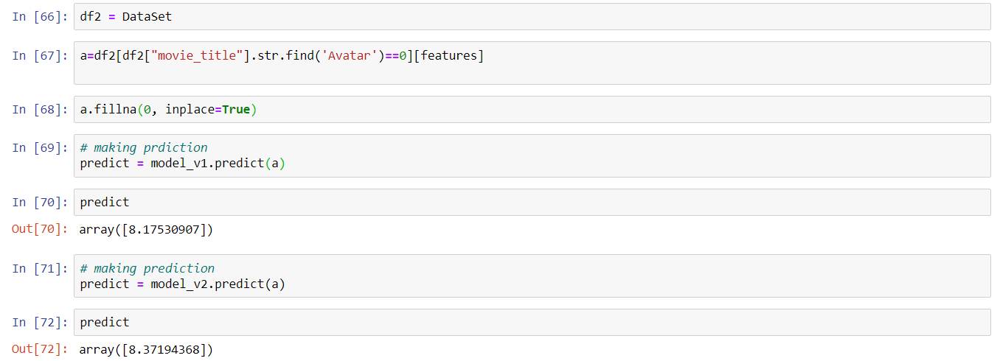 In [66]: df2 = DataSet
In [67]: a=df2[df2["movie_title"].str.find('Avatar')==0][features]
In [68]: a.fillna(0, inplace=True)
In [69]: # making prdiction
predict = model_v1.predict(a)
In [70]: predict
Out[70]: array([8.17530907])
In [71]: # making prediction
predict = model_v2.predict(a)
In [72]: predict
Out[72]: array([8.37194368])